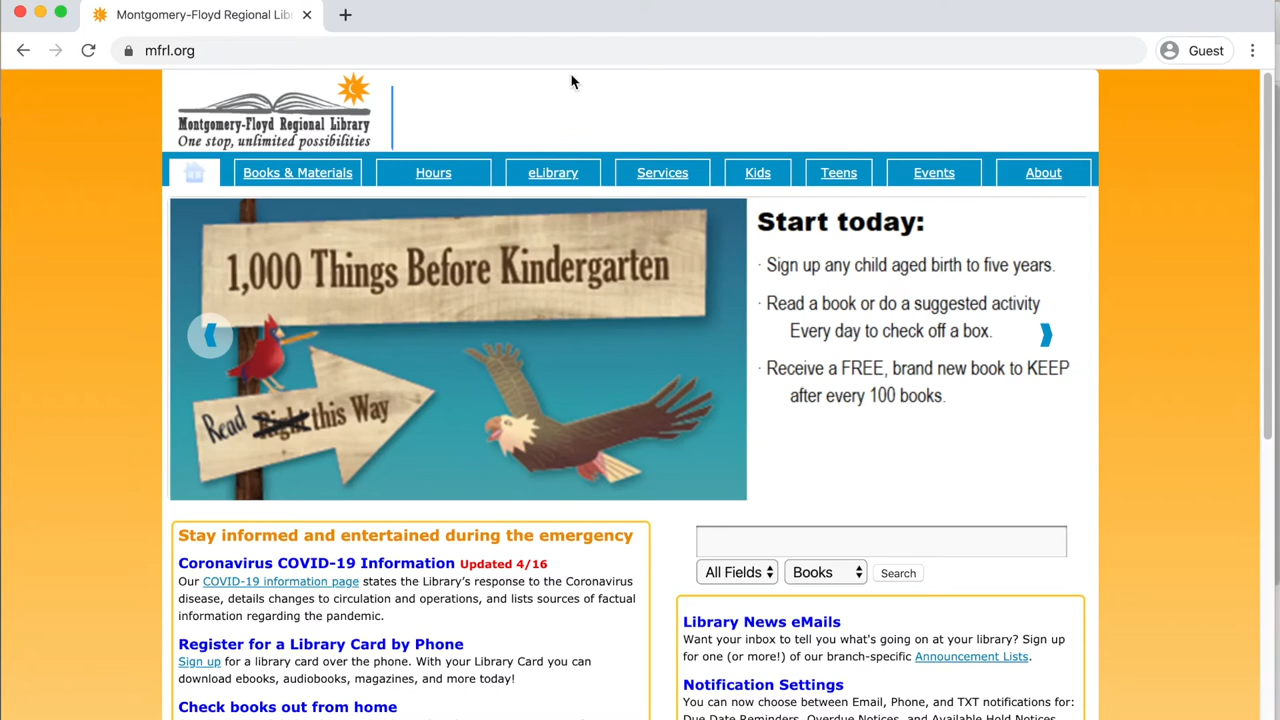 Montgomery-Floyd Regional Lib
mfrl.org
Guest
Montgomery-Floyd Regional Library
One stop, unlimited possibilities
Books & Materials
Hours
eLibrary
Services
Kids
Teens
Events
About
1,000 Things Before Kindergarten
Read Right this Way
Start today:
· Sign up any child aged birth to five years.
· Read a book or do a suggested activity
Every day to check off a box.
· Receive a FREE, brand new book to KEEP
after every 100 books.
Stay informed and entertained during the emergency
Coronavirus COVID-19 Information Updated 4/16
Our COVID-19 information page states the Library’s response to the Coronavirus
disease, details changes to circulation and operations, and lists sources of factual
information regarding the pandemic.
Register for a Library Card by Phone
Sign up for a library card over the phone. With your Library Card you can
download ebooks, audiobooks, magazines, and more today!
Check books out from home
All Fields
Books
Search
Library News eMails
Want your inbox to tell you what's going on at your library? Sign up
for one (or more!) of our branch-specific Announcement Lists.
Notification Settings
You can now choose between Email, Phone, and TXT notifications for:
Due Date Reminders, Overdue Notices, and Available Hold Notices